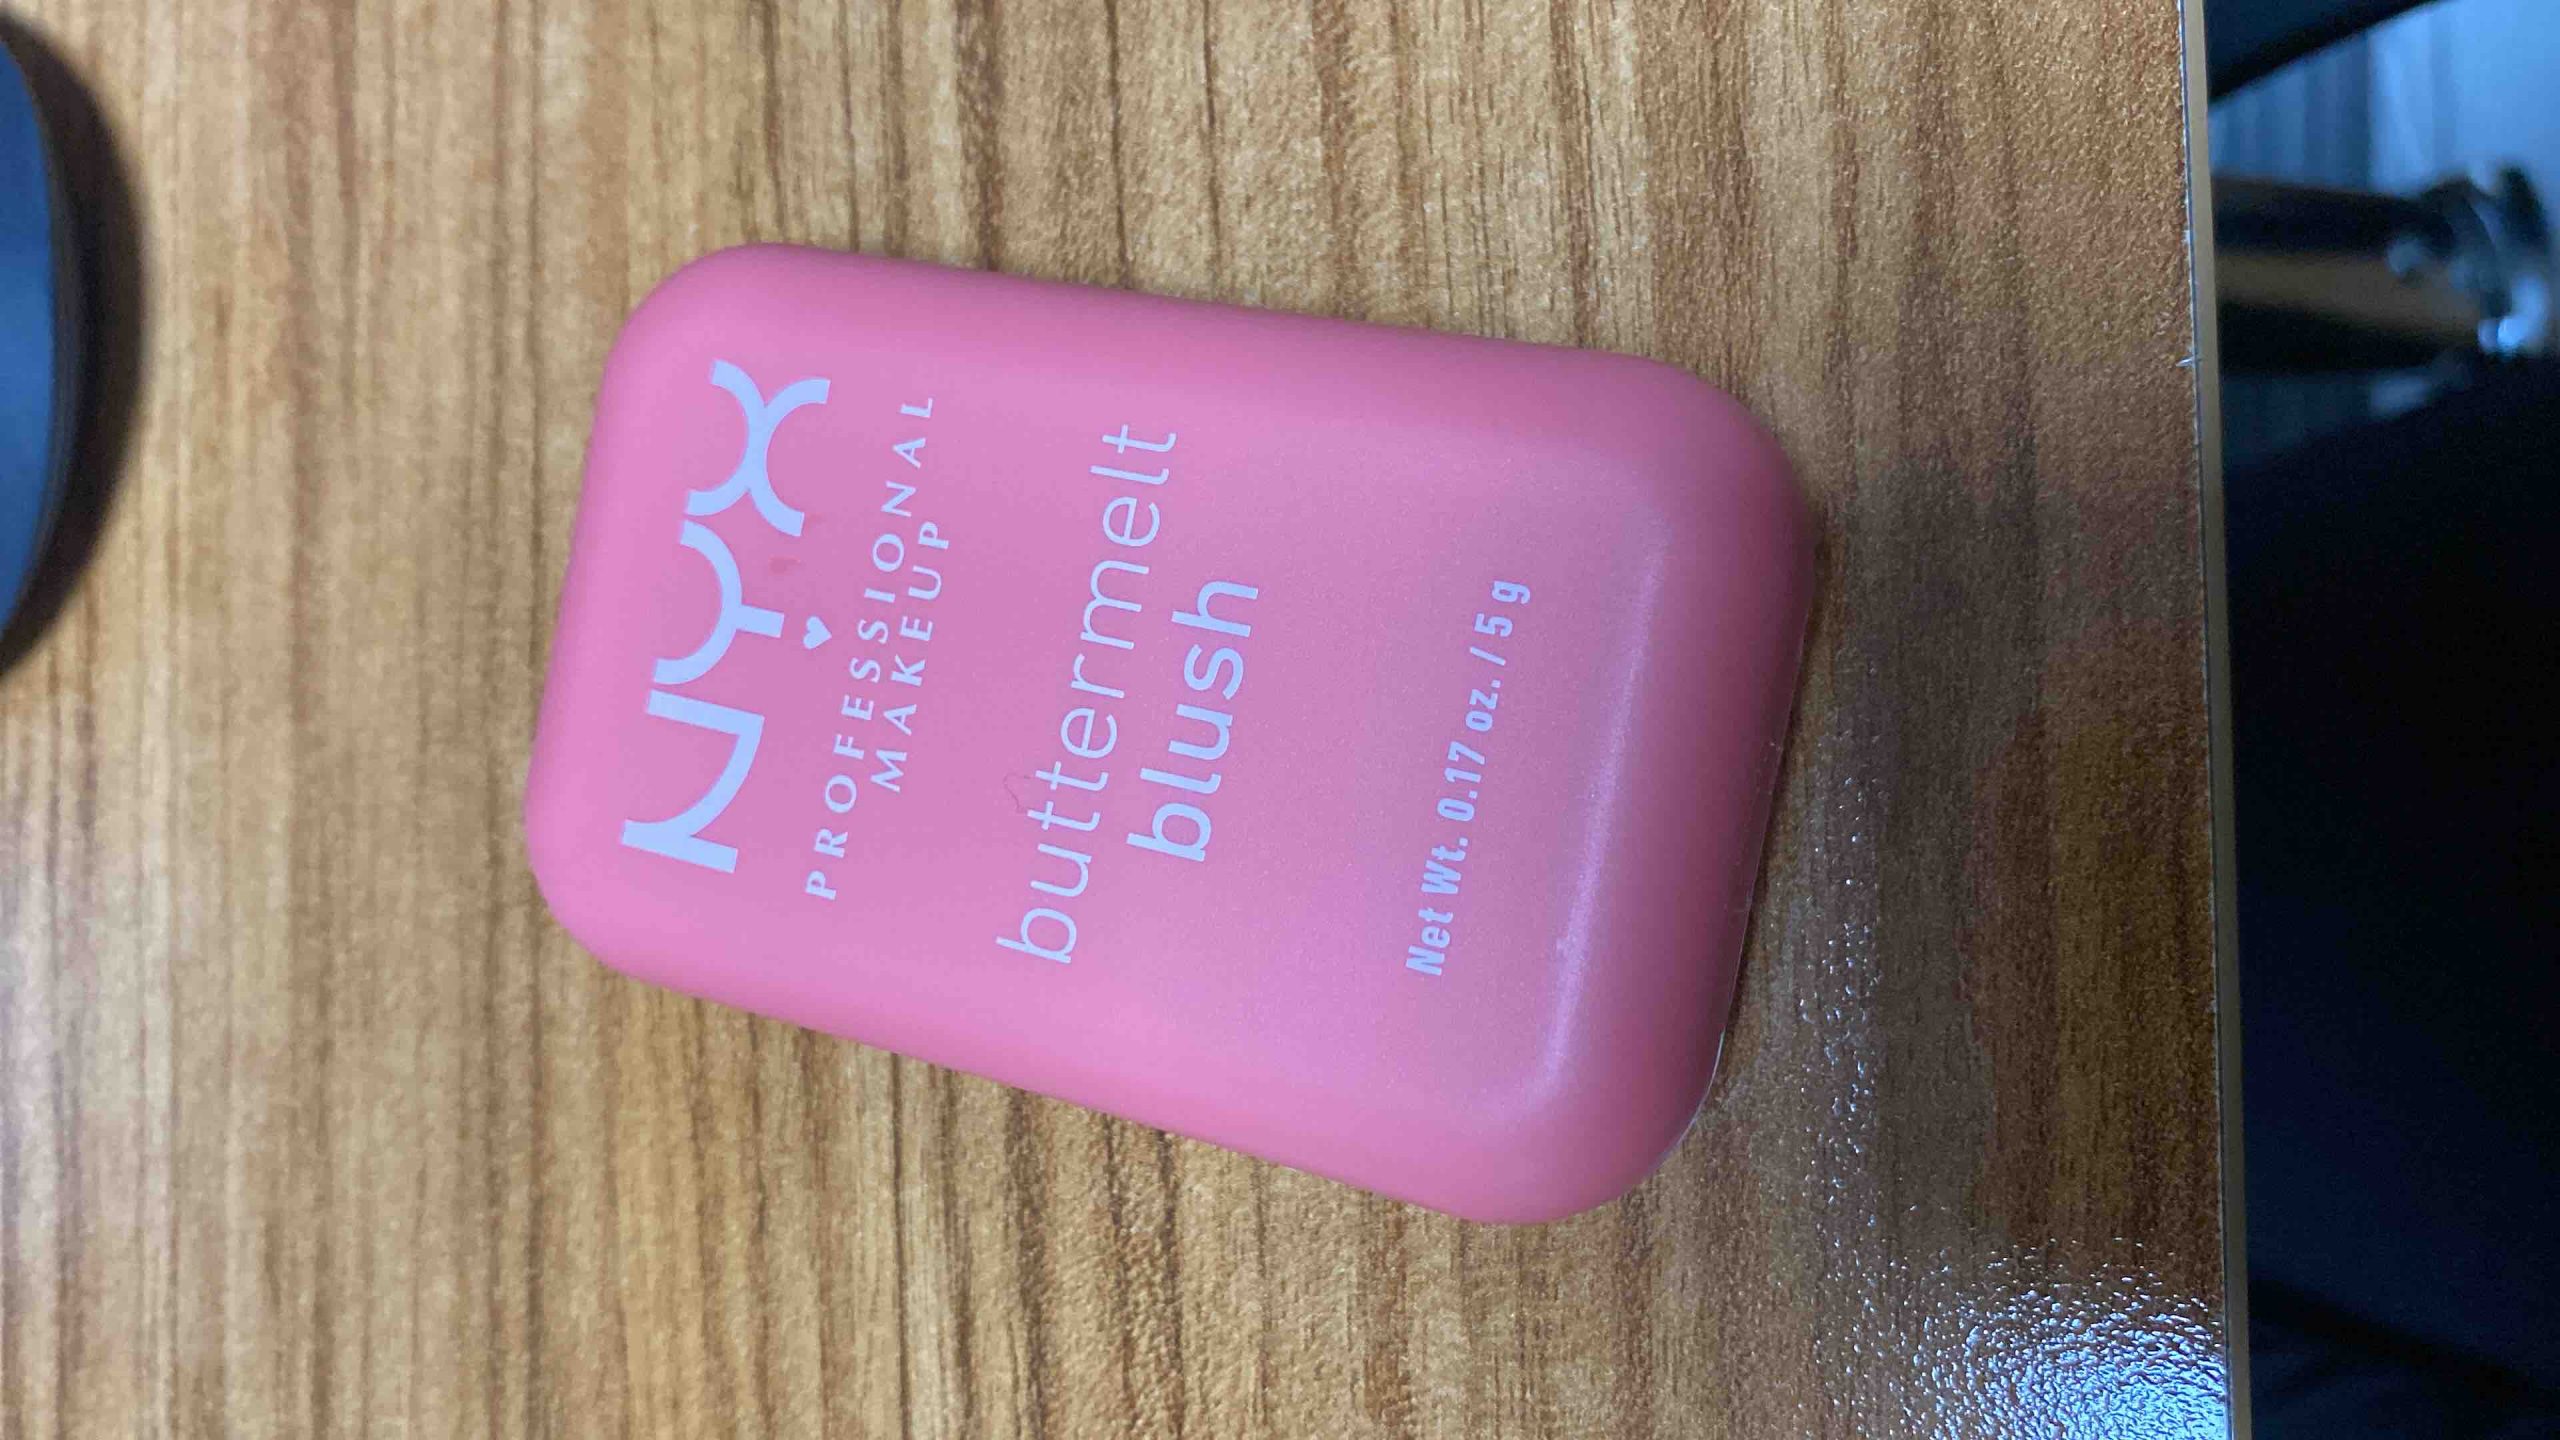 NYX
PROFESSIONAL
MAKEUP
buttermelt
blush
Net Wt. 0.17 oz. / 5 g